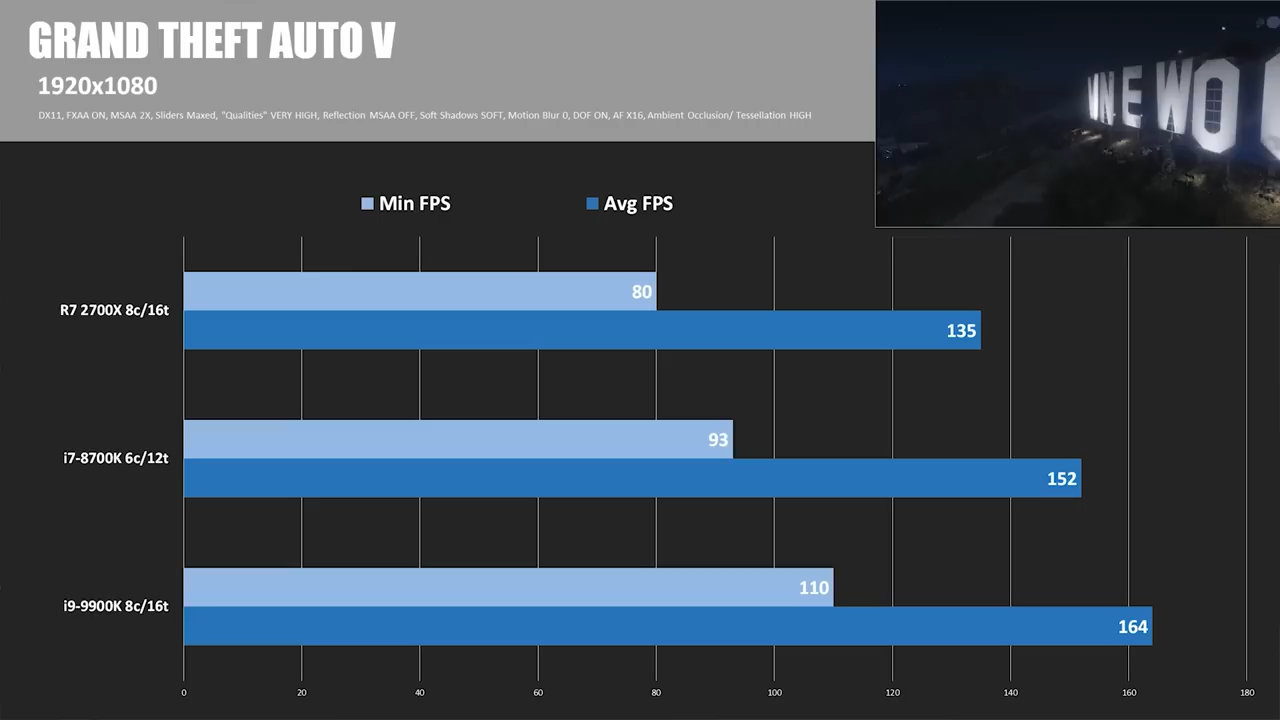 GRAND THEFT AUTO V
1920x1080
DX11, FXAA ON, MSAA 2X, Sliders Maxed, "Qualities" VERY HIGH, Reflection MSAA OFF, Soft Shadows SOFT, Motion Blur 0, DOF ON, AF X16, Ambient Occlusion/ Tessellation HIGH
VINEWO
Min FPS Avg FPS
R7 2700X 8c/16t
80
135
i7-8700K 6c/12t
93
152
i9-9900K 8c/16t
110
164
0 20 40 60 80 100 120 140 160 180